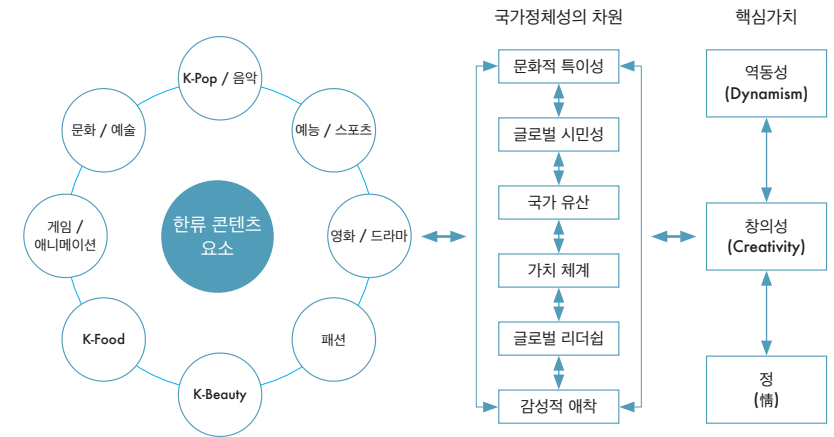 국가정체성의 차원
핵심가치
K-Pop / 음악
예능 / 스포츠
영화 / 드라마
패션
K-Beauty
K-Food
게임 /
애니메이션
문화 / 예술
한류 콘텐츠
요소
문화적 특이성
글로벌 시민성
국가 유산
가치 체계
글로벌 리더쉽
감성적 애착
역동성
(Dynamism)
창의성
(Creativity)
정
(情)